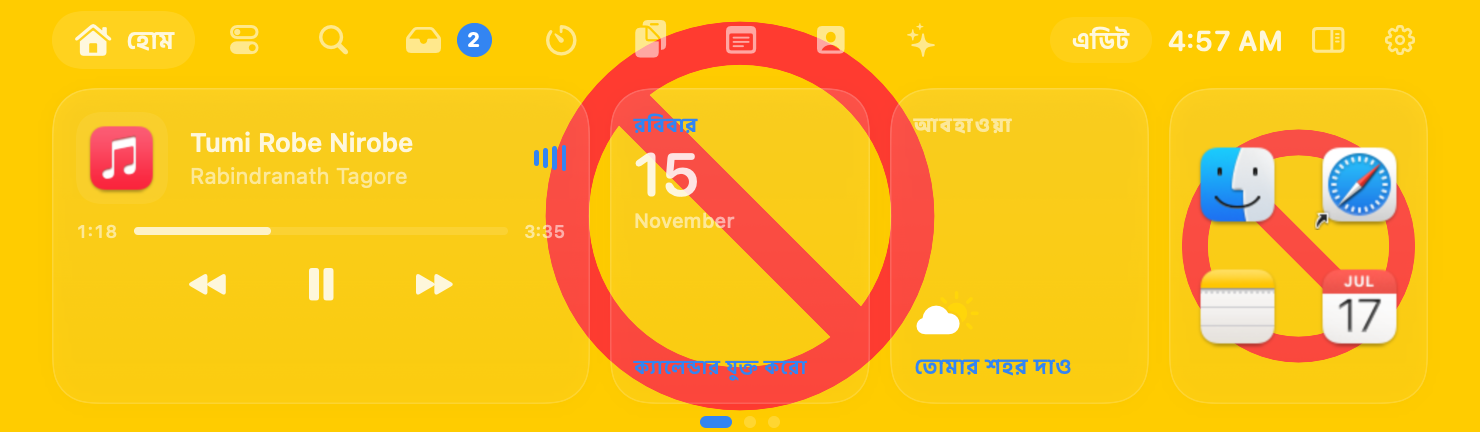 হোম
2
এডিট
4:57 AM
Tumi Robe Nirobe
Rabindranath Tagore
1:18
3:35
রবিবার
15
November
ক্যালেন্ডার যুক্ত করো
আবহাওয়া
তোমার শহর দাও
JUL
17